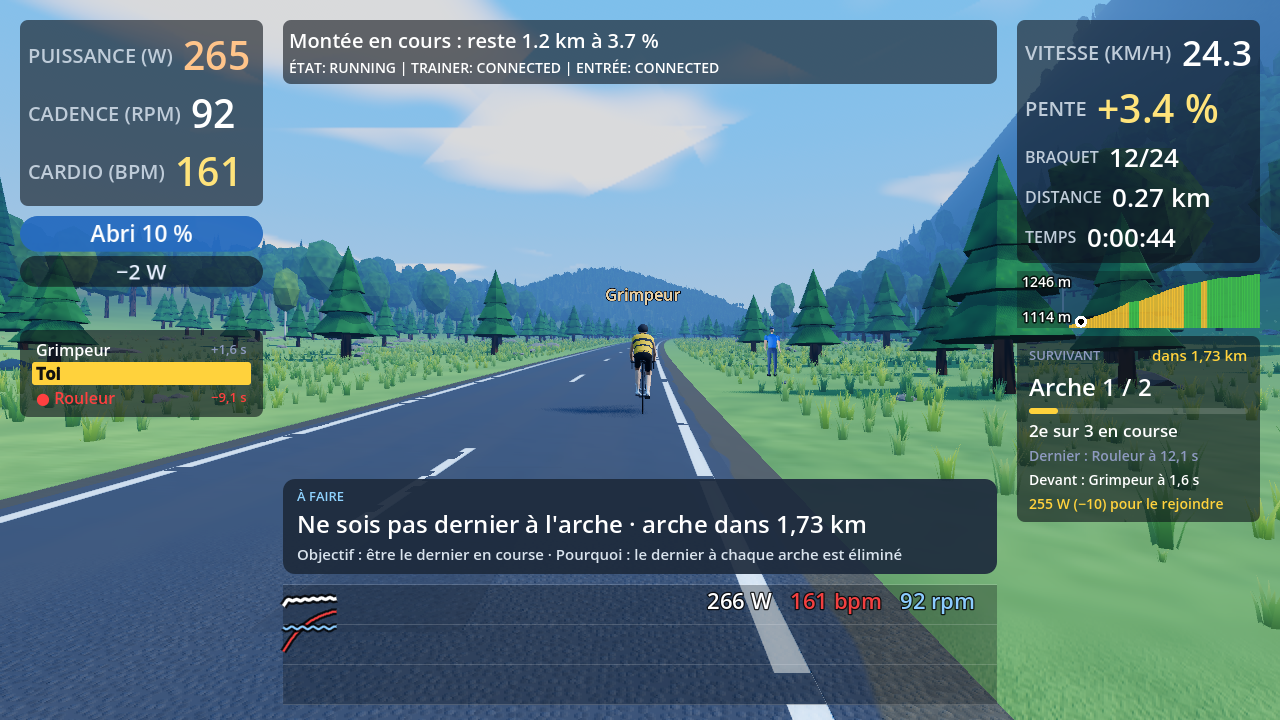 PUISSANCE (W) 265
CADENCE (RPM) 92
CARDIO (BPM) 161
Abri 10 %
−2 W
Grimpeur +1,6 s
Toi
Rouleur −9,1 s
Montée en cours : reste 1.2 km à 3.7 %
ÉTAT: RUNNING | TRAINER: CONNECTED | ENTRÉE: CONNECTED
Grimpeur
VITESSE (KM/H) 24.3
PENTE +3.4 %
BRAQUET 12/24
DISTANCE 0.27 km
TEMPS 0:00:44
1246 m
1114 m
SURVIVANT dans 1,73 km
Arche 1 / 2
2e sur 3 en course
Dernier : Rouleur à 12,1 s
Devant : Grimpeur à 1,6 s
255 W (−10) pour le rejoindre
À FAIRE
Ne sois pas dernier à l'arche · arche dans 1,73 km
Objectif : être le dernier en course · Pourquoi : le dernier à chaque arche est éliminé
266 W 161 bpm 92 rpm